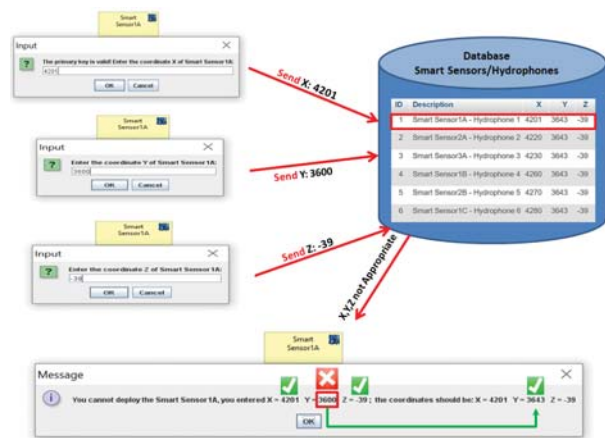 Smart
Sensor1A
Input
The primary key is valid! Enter the coordinate X of Smart Sensor1A:
4201
OK Cancel
Send X: 4201
Smart
Sensor1A
Input
Enter the coordinate Y of Smart Sensor1A:
3600
OK Cancel
Send Y: 3600
Smart
Sensor1A
Input
Enter the coordinate Z of Smart Sensor1A:
-39
OK Cancel
Send Z: -39
Database
Smart Sensors/Hydrophones
ID Description X Y Z
1 Smart Sensor1A - Hydrophone 1 4201 3643 -39
2 Smart Sensor2A - Hydrophone 2 4220 3643 -39
3 Smart Sensor3A - Hydrophone 3 4230 3643 -39
4 Smart Sensor1B - Hydrophone 4 4260 3643 -39
5 Smart Sensor2B - Hydrophone 5 4270 3643 -39
6 Smart Sensor1C - Hydrophone 6 4280 3643 -39
X,Y,Z not Appropriate
Smart
Sensor1A
Message
You cannot deploy the Smart Sensor1A, you entered X = 4201 Y = 3600 Z = -39 ; the coordinates should be: X = 4201 Y = 3643 Z = -39
OK